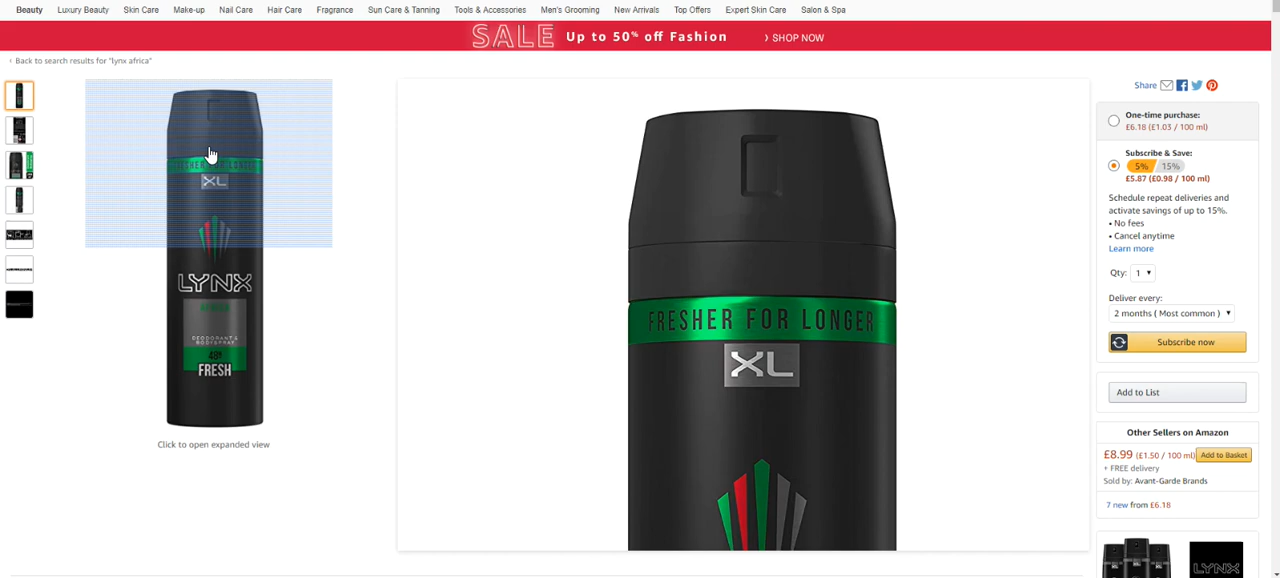 Beauty Luxury Beauty Skin Care Make-up Nail Care Hair Care Fragrance Sun Care & Tanning Tools & Accessories Men's Grooming New Arrivals Top Offers Expert Skin Care Salon & Spa
SALE Up to 50% off Fashion › SHOP NOW
‹ Back to search results for "lynx africa"
FRESHER FOR LONGER
XL
LYNX
AFRICA
DEODORANT &
BODYSPRAY
48H
FRESH
Click to open expanded view
FRESHER FOR LONGER
XL
Share
One-time purchase:
£6.18 (£1.03 / 100 ml)
Subscribe & Save:
5% 15%
£5.87 (£0.98 / 100 ml)
Schedule repeat deliveries and
activate savings of up to 15%.
• No fees
• Cancel anytime
Learn more
Qty: 1
Deliver every:
2 months ( Most common )
Subscribe now
Add to List
Other Sellers on Amazon
£8.99 (£1.50 / 100 ml) Add to Basket
+ FREE delivery
Sold by: Avant-Garde Brands
7 new from £6.18
LYNX